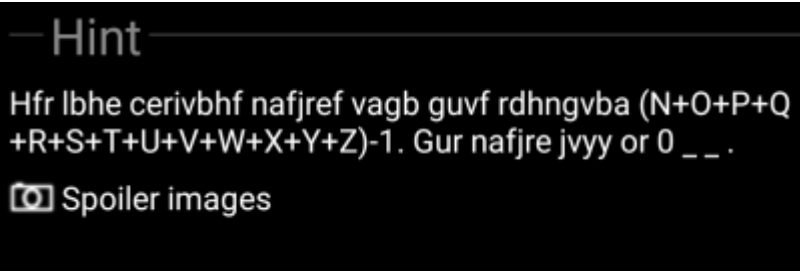 Hint
Hfr lbhe cerivbhf nafjref vagb guvf rdhngvba (N+O+P+Q
+R+S+T+U+V+W+X+Y+Z)-1. Gur nafjre jvyy or 0 _ _ .
Spoiler images